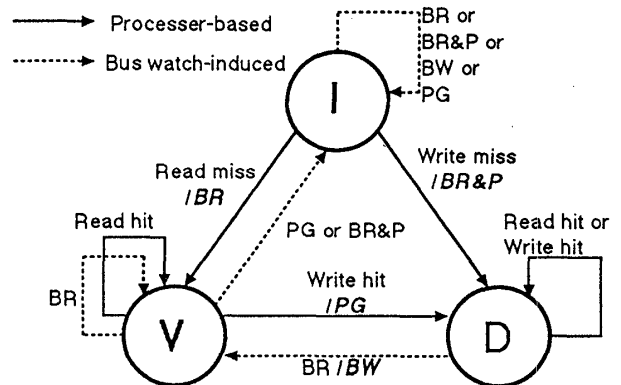 Processer-based
Bus watch-induced
BR or
BR&P or
BW or
PG
I
Read miss
/BR
Write miss
/BR&P
PG or BR&P
Read hit
Read hit or
Write hit
BR
Write hit
/PG
V
D
BR /BW